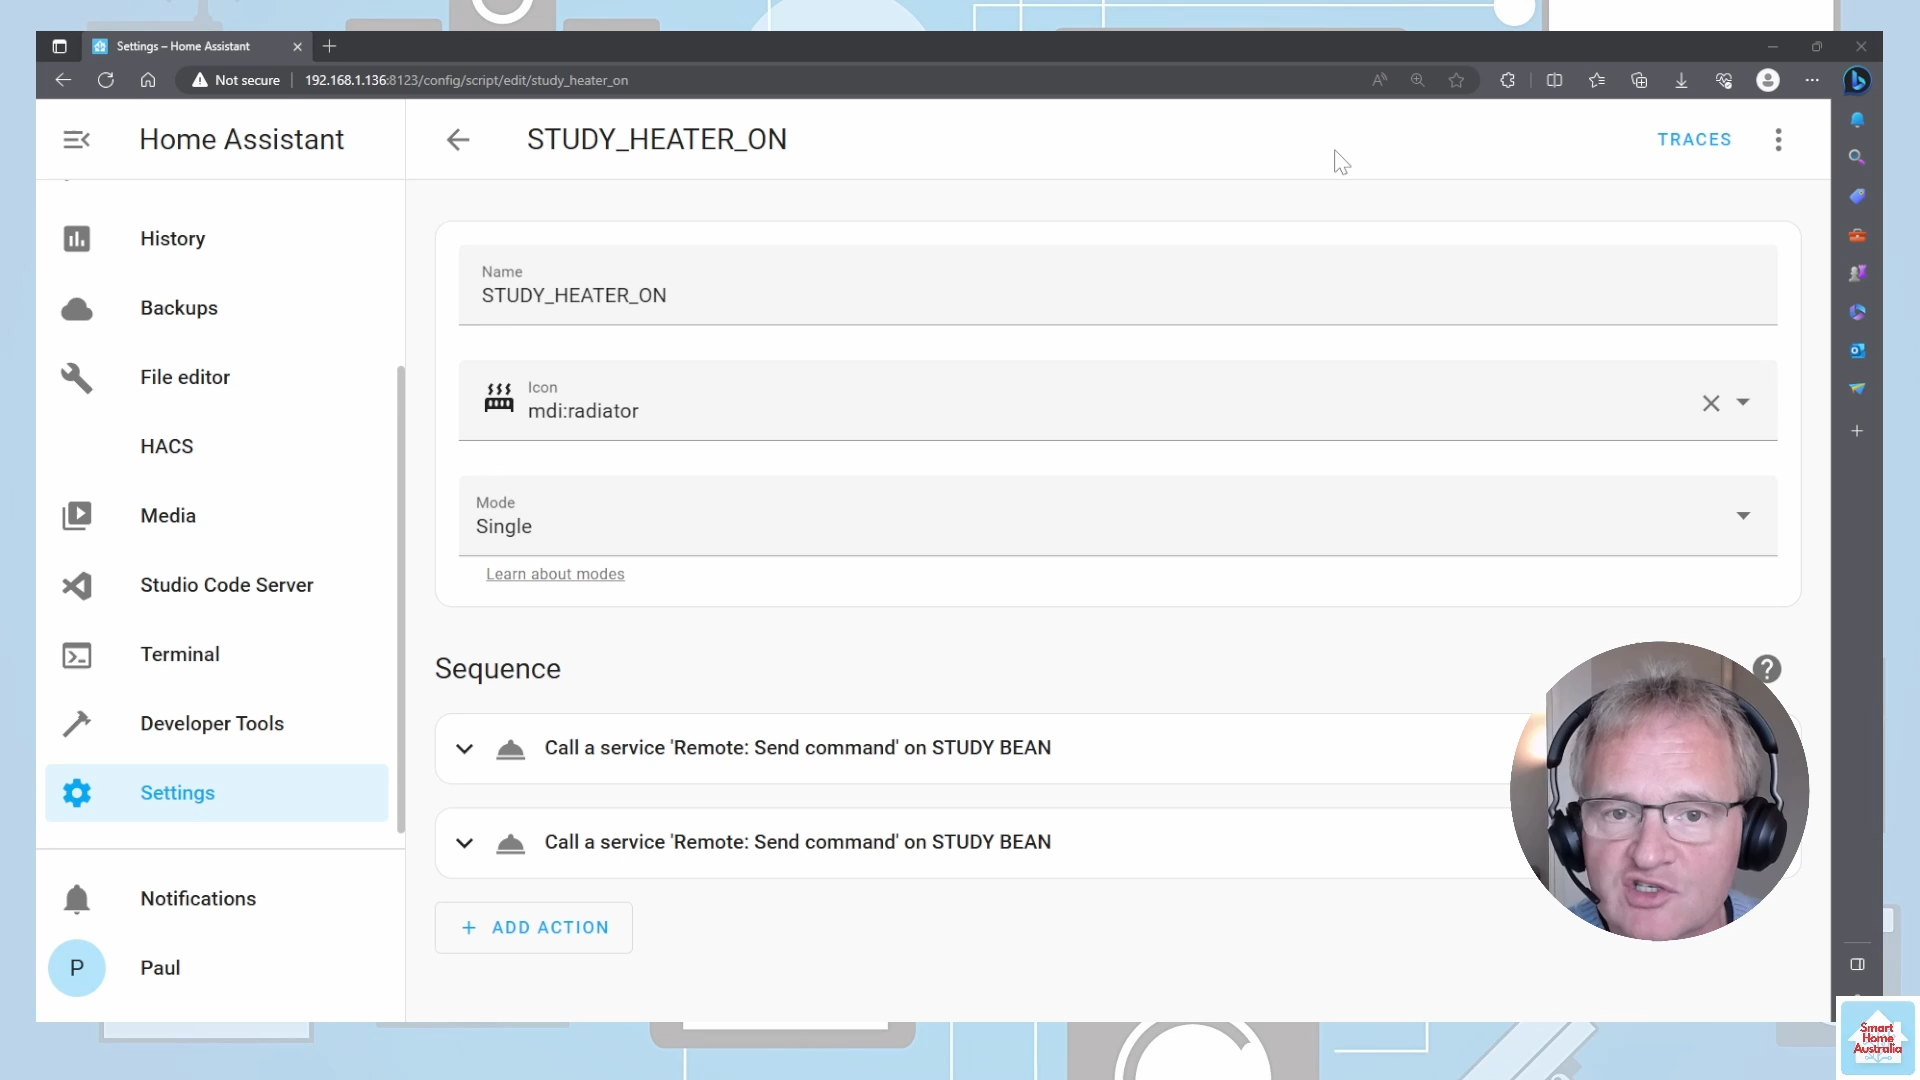 Settings – Home Assistant
Not secure
192.168.1.136:8123/config/script/edit/study_heater_on
Home Assistant
STUDY_HEATER_ON
TRACES
History
Backups
File editor
HACS
Media
Studio Code Server
Terminal
Developer Tools
Settings
Notifications
P
Paul
Name
STUDY_HEATER_ON
Icon
mdi:radiator
Mode
Single
Learn about modes
Sequence
Call a service 'Remote: Send command' on STUDY BEAN
Call a service 'Remote: Send command' on STUDY BEAN
+ ADD ACTION
Smart
Home
Australia